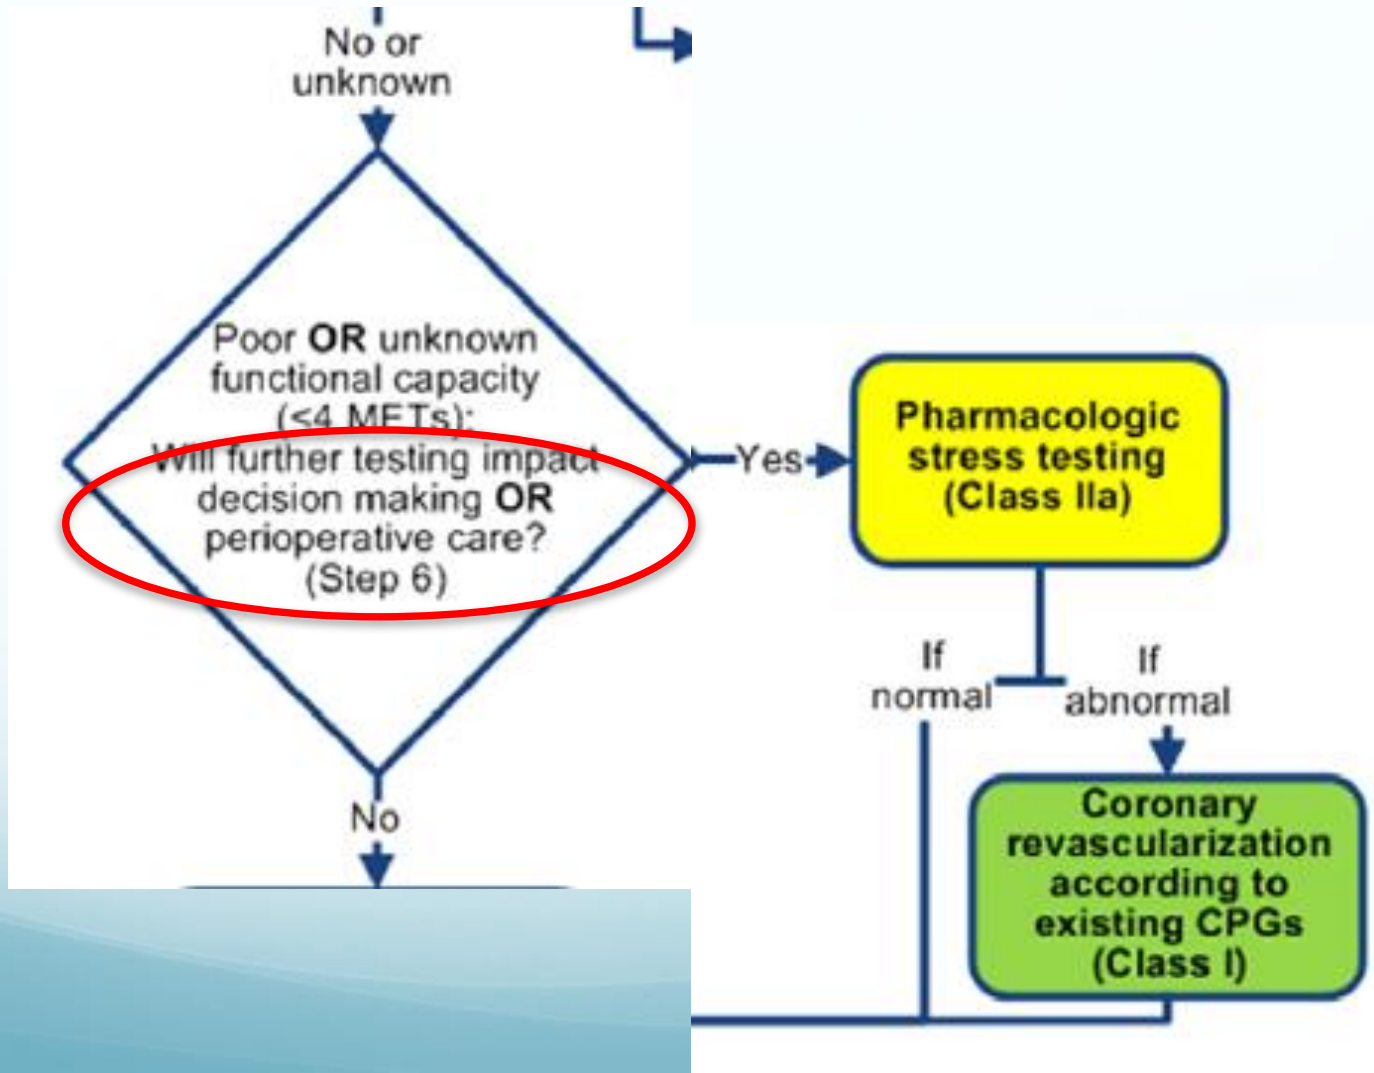 No or
unknown
Poor OR unknown
functional capacity
(<4 METs):
Will further testing impact
decision making OR
perioperative care?
(Step 6)
Yes
Pharmacologic
stress testing
(Class IIa)
If
normal
If
abnormal
No
Coronary
revascularization
according to
existing CPGs
(Class I)